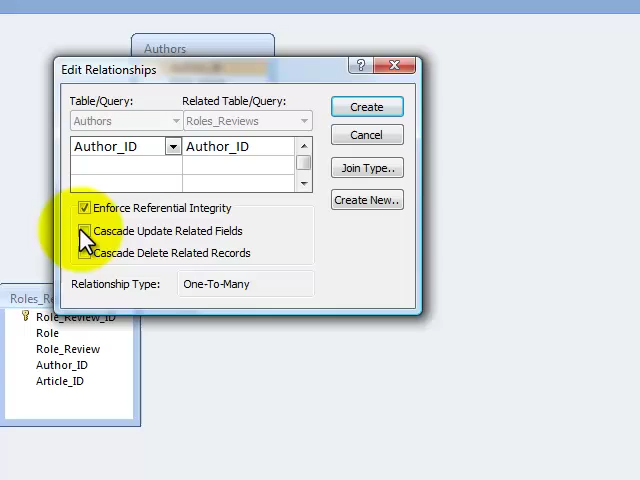 Authors
Edit Relationships
?
Table/Query:
Related Table/Query:
Create
Authors
Roles_Reviews
Cancel
Author_ID
Author_ID
Join Type..
Create New..
Enforce Referential Integrity
Cascade Update Related Fields
Cascade Delete Related Records
Relationship Type:
One-To-Many
Role_Review_ID
Role
Role_Review
Author_ID
Article_ID